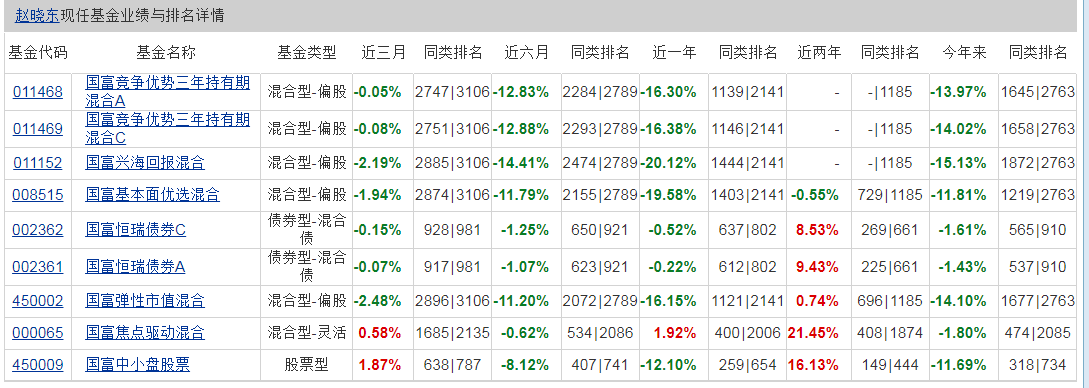 赵晓东现任基金业绩与排名详情
基金代码 基金名称 基金类型 近三月 同类排名 近六月 同类排名 近一年 同类排名 近两年 同类排名 今年来 同类排名
011468 国富竞争优势三年持有期混合A 混合型-偏股 -0.05% 2747|3106 -12.83% 2284|2789 -16.30% 1139|2141 - -|1185 -13.97% 1645|2763
011469 国富竞争优势三年持有期混合C 混合型-偏股 -0.08% 2751|3106 -12.88% 2293|2789 -16.38% 1146|2141 - -|1185 -14.02% 1658|2763
011152 国富兴海回报混合 混合型-偏股 -2.19% 2885|3106 -14.41% 2474|2789 -20.12% 1444|2141 - -|1185 -15.13% 1872|2763
008515 国富基本面优选混合 混合型-偏股 -1.94% 2874|3106 -11.79% 2155|2789 -19.58% 1403|2141 -0.55% 729|1185 -11.81% 1219|2763
002362 国富恒瑞债券C 债券型-混合债 -0.15% 928|981 -1.25% 650|921 -0.52% 637|802 8.53% 269|661 -1.61% 565|910
002361 国富恒瑞债券A 债券型-混合债 -0.07% 917|981 -1.07% 623|921 -0.22% 612|802 9.43% 225|661 -1.43% 537|910
450002 国富弹性市值混合 混合型-偏股 -2.48% 2896|3106 -11.20% 2072|2789 -16.15% 1121|2141 0.74% 696|1185 -14.10% 1677|2763
000065 国富焦点驱动混合 混合型-灵活 0.58% 1685|2135 -0.62% 534|2086 1.92% 400|2006 21.45% 408|1874 -1.80% 474|2085
450009 国富中小盘股票 股票型 1.87% 638|787 -8.12% 407|741 -12.10% 259|654 16.13% 149|444 -11.69% 318|734